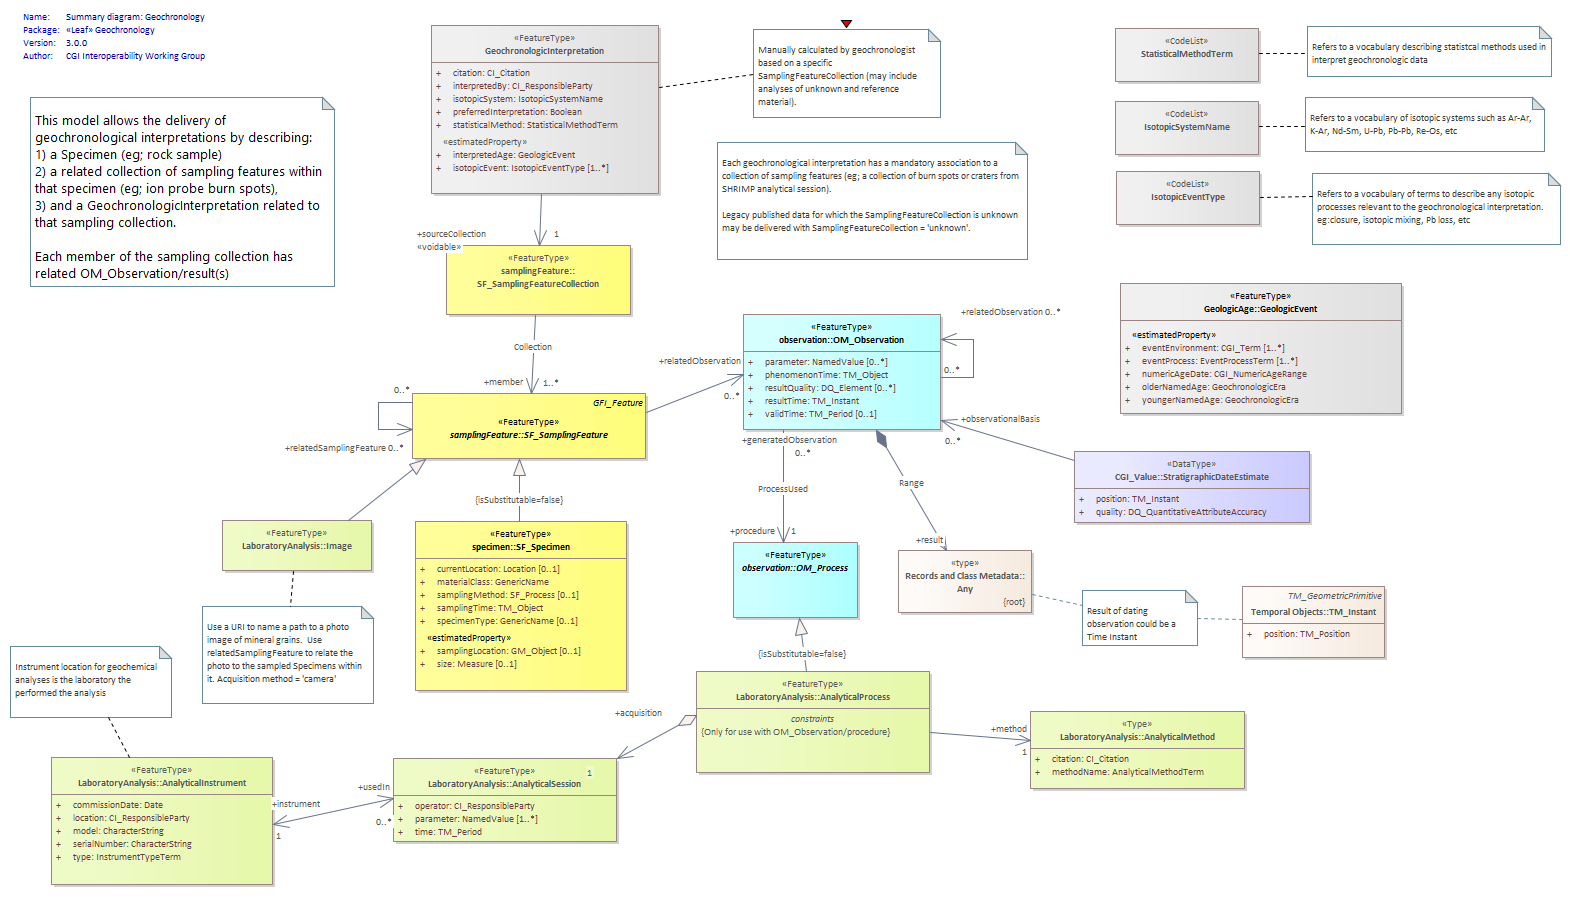 Name: Summary diagram: Geochronology
Package: «Leaf» Geochronology
Version: 3.0.0
Author: CGI Interoperability Working Group
This model allows the delivery of
geochronological interpretations by describing:
1) a Specimen (eg; rock sample)
2) a related collection of sampling features within
that specimen (eg; ion probe burn spots),
3) and a GeochronologicInterpretation related to
that sampling collection.
Each member of the sampling collection has
related OM_Observation/result(s)
«FeatureType»
GeochronologicInterpretation
+ citation: CI_Citation
+ interpretedBy: CI_ResponsibleParty
+ isotopicSystem: IsotopicSystemName
+ preferredInterpretation: Boolean
+ statisticalMethod: StatisticalMethodTerm
«estimatedProperty»
+ interpretedAge: GeologicEvent
+ isotopicEvent: IsotopicEventType [1..*]
Manually calculated by geochronologist
based on a specific
SamplingFeatureCollection (may include
analyses of unknown and reference
material).
Each geochronological interpretation has a mandatory association to a
collection of sampling features (eg; a collection of burn spots or craters from
SHRIMP analytical session).
Legacy published data for which the SamplingFeatureCollection is unknown
may be delivered with SamplingFeatureCollection = 'unknown'.
«CodeList»
StatisticalMethodTerm
Refers to a vocabulary describing statistcal methods used in
interpret geochronologic data
«CodeList»
IsotopicSystemName
Refers to a vocabulary of isotopic systems such as Ar-Ar,
K-Ar, Nd-Sm, U-Pb, Pb-Pb, Re-Os, etc
«CodeList»
IsotopicEventType
Refers to a vocabulary of terms to describe any isotopic
processes relevant to the geochronological interpretation.
eg:closure, isotopic mixing, Pb loss, etc
+sourceCollection
«voidable»
1
«FeatureType»
samplingFeature::
SF_SamplingFeatureCollection
Collection
+member 1..*
«FeatureType»
GeologicAge::GeologicEvent
«estimatedProperty»
+ eventEnvironment: CGI_Term [1..*]
+ eventProcess: EventProcessTerm [1..*]
+ numericAgeDate: CGI_NumericAgeRange
+ olderNamedAge: GeochronologicEra
+ youngerNamedAge: GeochronologicEra
«FeatureType»
observation::OM_Observation
+ parameter: NamedValue [0..*]
+ phenomenonTime: TM_Object
+ resultQuality: DQ_Element [0..*]
+ resultTime: TM_Instant
+ validTime: TM_Period [0..1]
+relatedObservation 0..*
0..*
+relatedObservation
0..*
GFI_Feature
«FeatureType»
samplingFeature::SF_SamplingFeature
0..*
+relatedSamplingFeature 0..*
+observationalBasis
0..*
+generatedObservation
0..*
ProcessUsed
+procedure 1
Range
+result
«DataType»
CGI_Value::StratigraphicDateEstimate
+ position: TM_Instant
+ quality: DQ_QuantitativeAttributeAccuracy
{isSubstitutable=false}
«FeatureType»
LaboratoryAnalysis::Image
«FeatureType»
specimen::SF_Specimen
+ currentLocation: Location [0..1]
+ materialClass: GenericName
+ samplingMethod: SF_Process [0..1]
+ samplingTime: TM_Object
+ specimenType: GenericName [0..1]
«estimatedProperty»
+ samplingLocation: GM_Object [0..1]
+ size: Measure [0..1]
«FeatureType»
observation::OM_Process
«type»
Records and Class Metadata::
Any
{root}
Result of dating
observation could be a
Time Instant
TM_GeometricPrimitive
Temporal Objects::TM_Instant
+ position: TM_Position
Use a URI to name a path to a photo
image of mineral grains. Use
relatedSamplingFeature to relate the
photo to the sampled Specimens within
it. Acquisition method = 'camera'
Instrument location for geochemical
analyses is the laboratory the
performed the analysis
{isSubstitutable=false}
«FeatureType»
LaboratoryAnalysis::AnalyticalProcess
constraints
{Only for use with OM_Observation/procedure}
+acquisition
1
+method
1
«Type»
LaboratoryAnalysis::AnalyticalMethod
+ citation: CI_Citation
+ methodName: AnalyticalMethodTerm
«FeatureType»
LaboratoryAnalysis::AnalyticalInstrument
+ commissionDate: Date
+ location: CI_ResponsibleParty
+ model: CharacterString
+ serialNumber: CharacterString
+ type: InstrumentTypeTerm
+instrument
1
+usedIn
0..*
«FeatureType»
LaboratoryAnalysis::AnalyticalSession
+ operator: CI_ResponsibleParty
+ parameter: NamedValue [1..*]
+ time: TM_Period